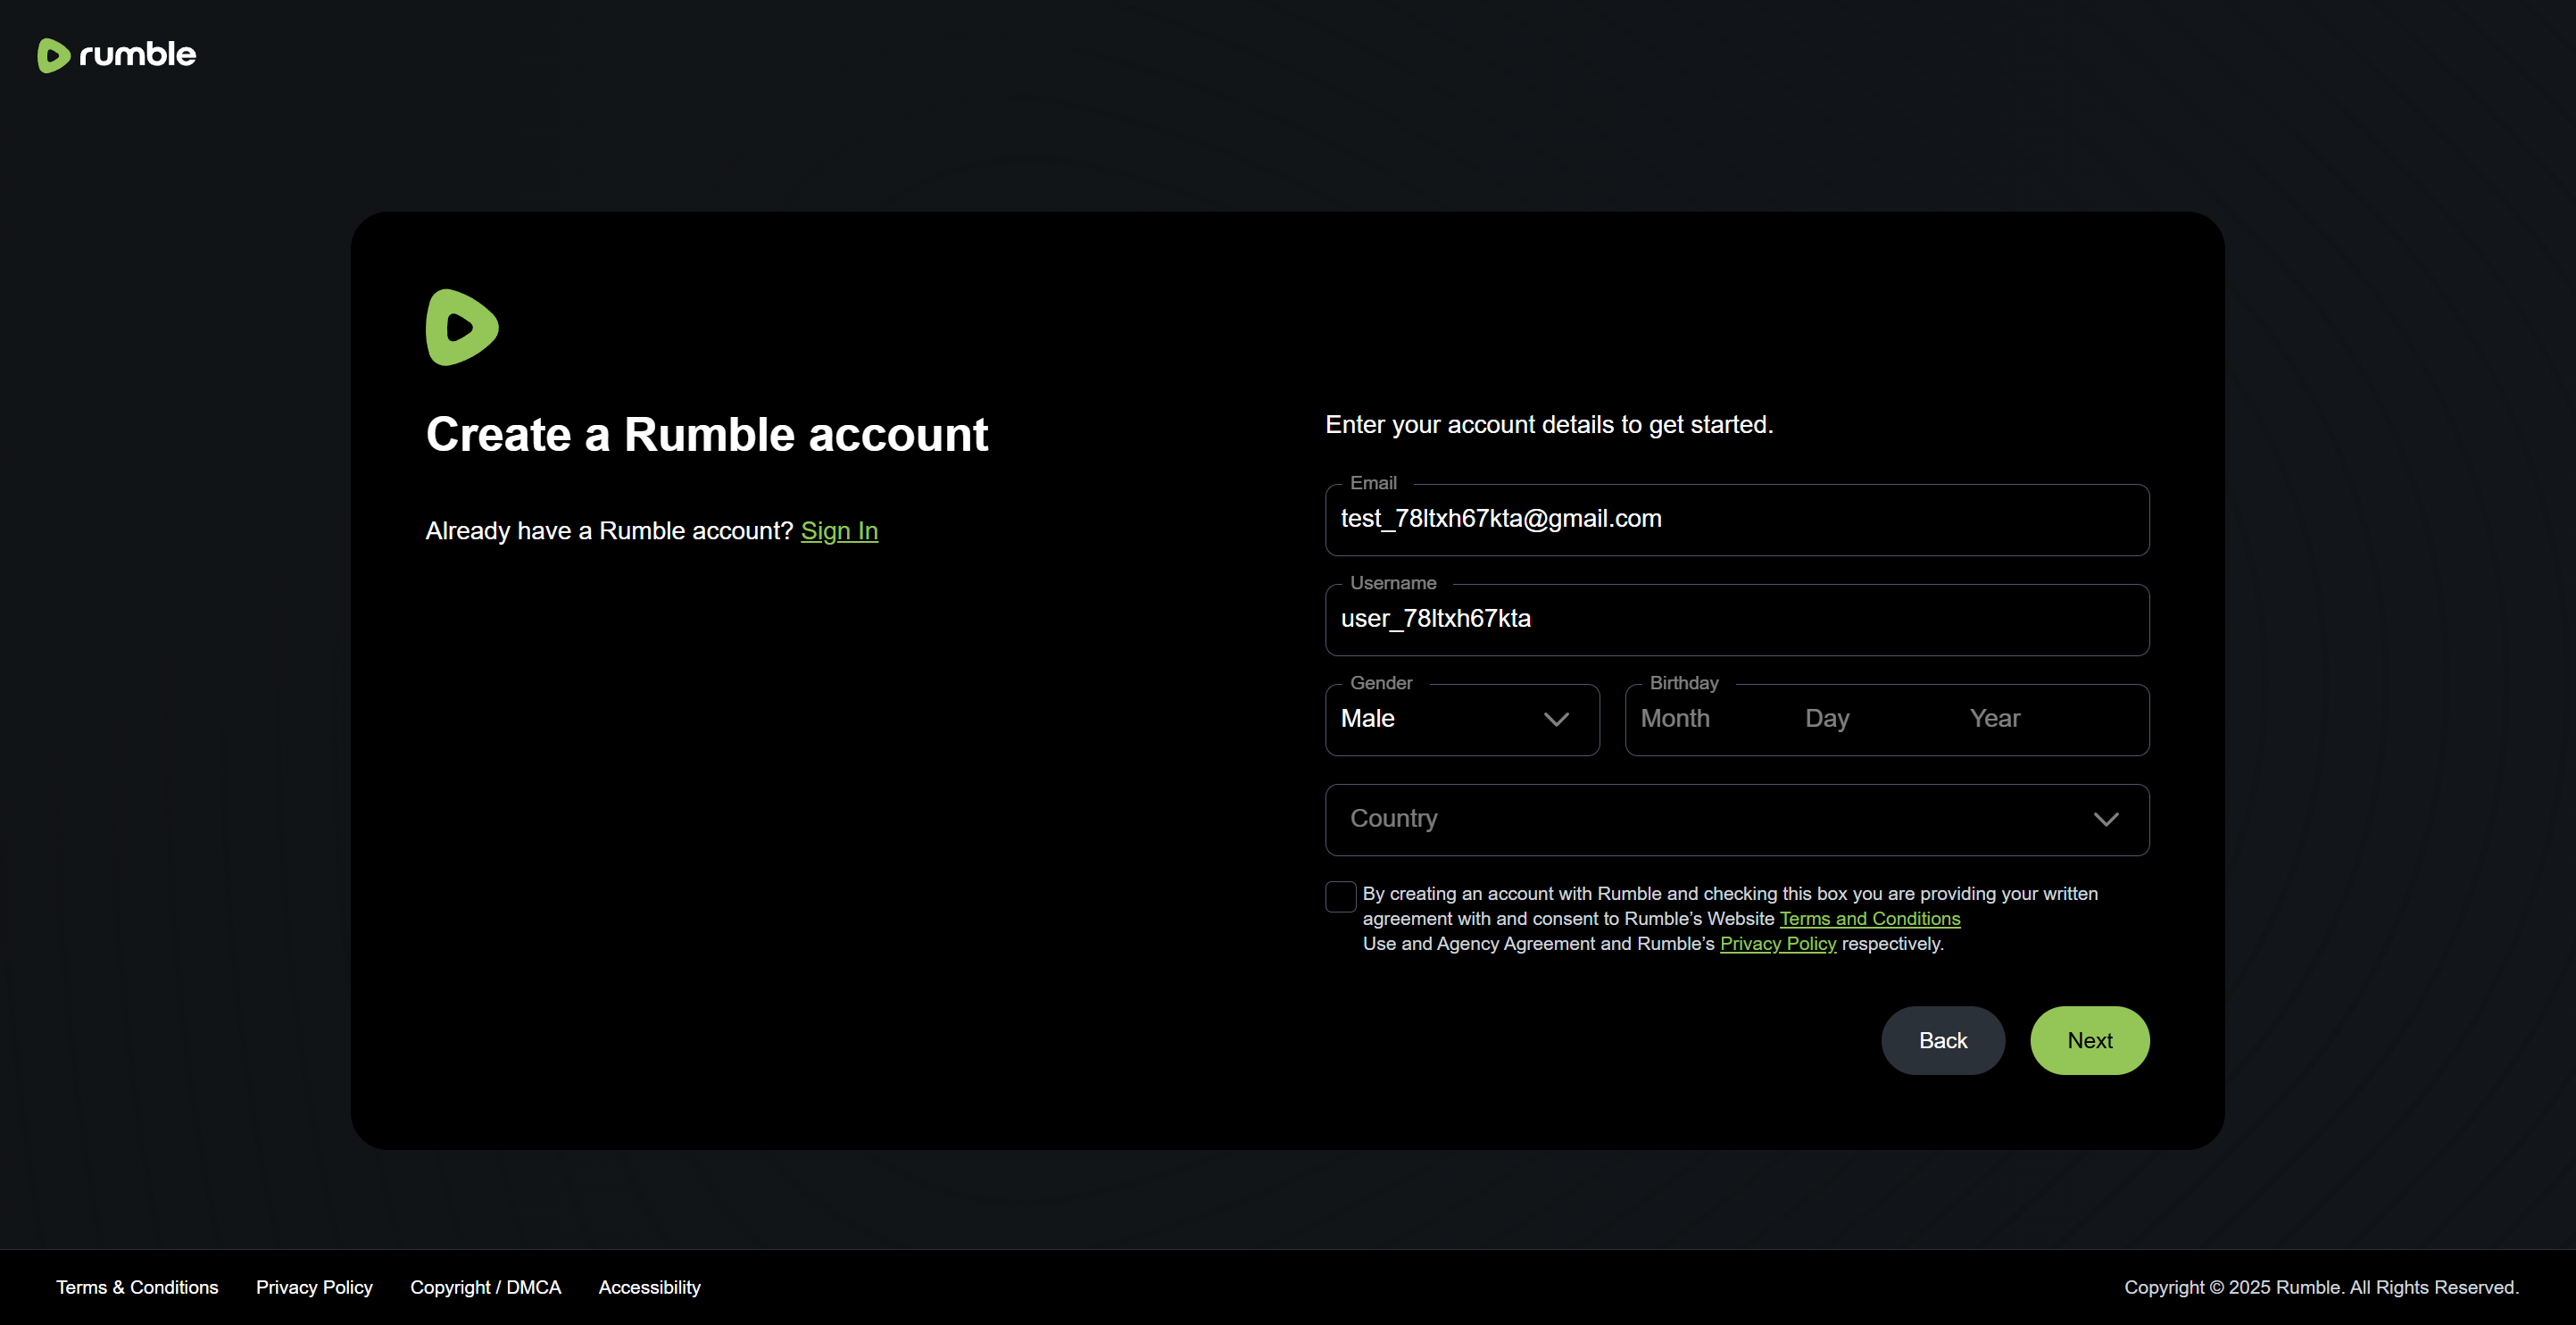 rumble
Create a Rumble account
Already have a Rumble account? Sign In
Enter your account details to get started.
Email
test_78ltxh67kta@gmail.com
Username
user_78ltxh67kta
Gender
Male
Birthday
Month Day Year
Country
By creating an account with Rumble and checking this box you are providing your written
agreement with and consent to Rumble’s Website Terms and Conditions
Use and Agency Agreement and Rumble’s Privacy Policy respectively.
Back Next
Terms & Conditions Privacy Policy Copyright / DMCA Accessibility Copyright © 2025 Rumble. All Rights Reserved.